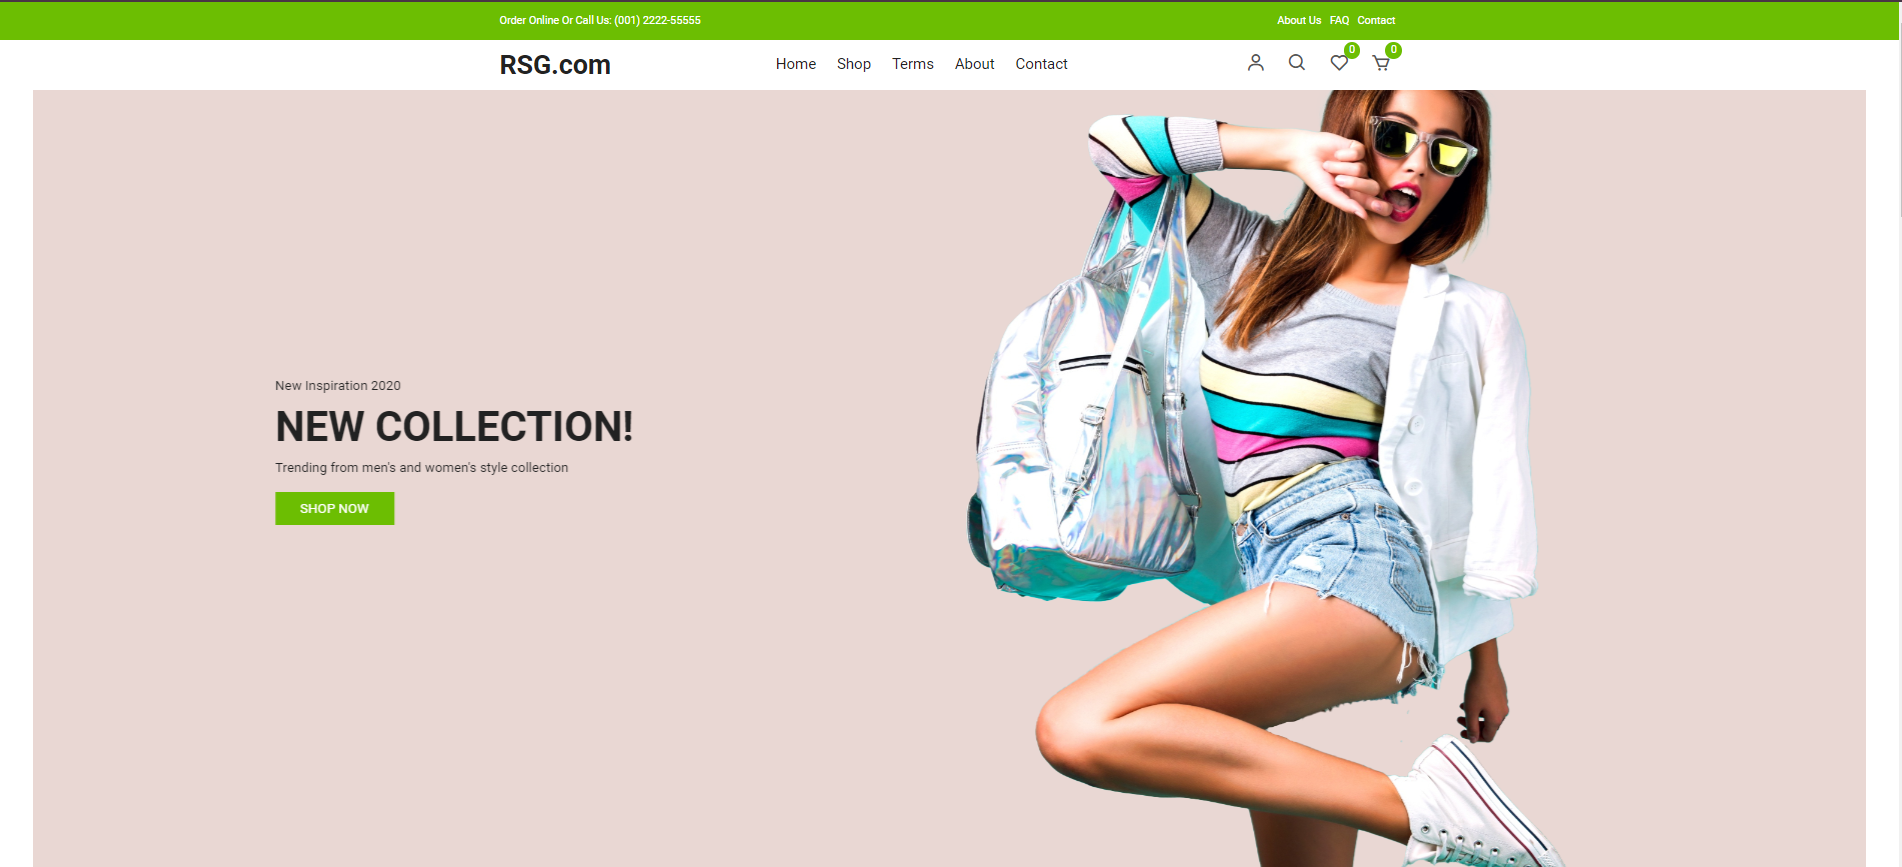 Order Online Or Call Us: (001) 2222-55555
About Us FAQ Contact
RSG.com
Home Shop Terms About Contact
0 0
New Inspiration 2020
NEW COLLECTION!
Trending from men's and women's style collection
SHOP NOW